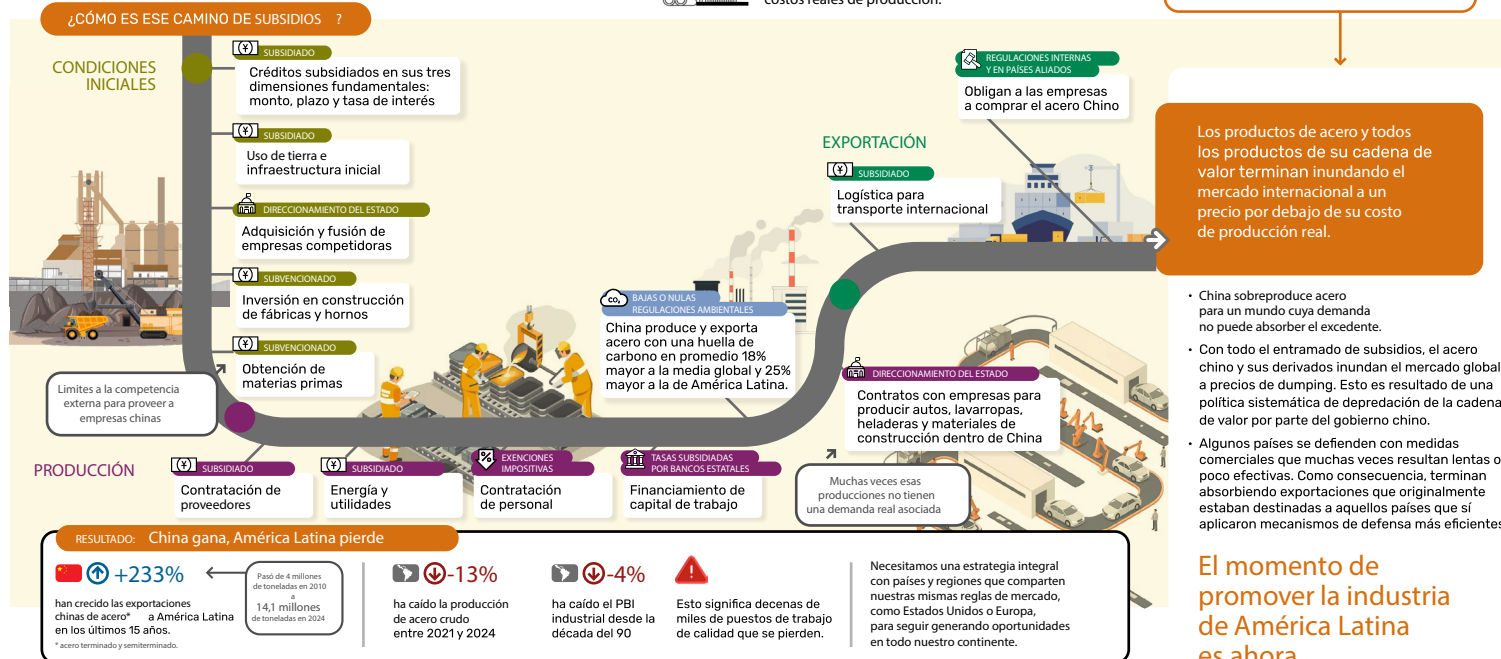 costos reales de producción.
¿CÓMO ES ESE CAMINO DE SUBSIDIOS ?
CONDICIONES
INICIALES
SUBSIDIADO
Créditos subsidiados en sus tres
dimensiones fundamentales:
monto, plazo y tasa de interés
SUBSIDIADO
Uso de tierra e
infraestructura inicial
DIRECCIONAMIENTO DEL ESTADO
Adquisición y fusión de
empresas competidoras
SUBVENCIONADO
Inversión en construcción
de fábricas y hornos
SUBVENCIONADO
Obtención de
materias primas
Limites a la competencia
externa para proveer a
empresas chinas
PRODUCCIÓN
SUBSIDIADO
Contratación de
proveedores
SUBSIDIADO
Energía y
utilidades
EXENCIONES
IMPOSITIVAS
Contratación
de personal
TASAS SUBSIDIADAS
POR BANCOS ESTATALES
Financiamiento de
capital de trabajo
CO₂
BAJAS O NULAS
REGULACIONES AMBIENTALES
China produce y exporta
acero con una huella de
carbono en promedio 18%
mayor a la media global y 25%
mayor a la de América Latina.
DIRECCIONAMIENTO DEL ESTADO
Contratos con empresas para
producir autos, lavarropas,
heladeras y materiales de
construcción dentro de China
Muchas veces esas
producciones no tienen
una demanda real asociada
EXPORTACIÓN
SUBSIDIADO
Logística para
transporte internacional
REGULACIONES INTERNAS
Y EN PAÍSES ALIADOS
Obligan a las empresas
a comprar el acero Chino
Los productos de acero y todos
los productos de su cadena de
valor terminan inundando el
mercado internacional a un
precio por debajo de su costo
de producción real.
• China sobreproduce acero
para un mundo cuya demanda
no puede absorber el excedente.
• Con todo el entramado de subsidios, el acero
chino y sus derivados inundan el mercado global
a precios de dumping. Esto es resultado de una
política sistemática de depredación de la cadena
de valor por parte del gobierno chino.
• Algunos países se defienden con medidas
comerciales que muchas veces resultan lentas o
poco efectivas. Como consecuencia, terminan
absorbiendo exportaciones que originalmente
estaban destinadas a aquellos países que sí
aplicaron mecanismos de defensa más eficientes
El momento de
promover la industria
de América Latina
es ahora
RESULTADO: China gana, América Latina pierde
+233%
han crecido las exportaciones
chinas de acero* a América Latina
en los últimos 15 años.
* acero terminado y semiterminado.
Pasó de 4 millones
de toneladas en 2010
a
14,1 millones
de toneladas en 2024
-13%
ha caído la producción
de acero crudo
entre 2021 y 2024
-4%
ha caído el PBI
industrial desde la
década del 90
Esto significa decenas de
miles de puestos de trabajo
de calidad que se pierden.
Necesitamos una estrategia integral
con países y regiones que comparten
nuestras mismas reglas de mercado,
como Estados Unidos o Europa,
para seguir generando oportunidades
en todo nuestro continente.